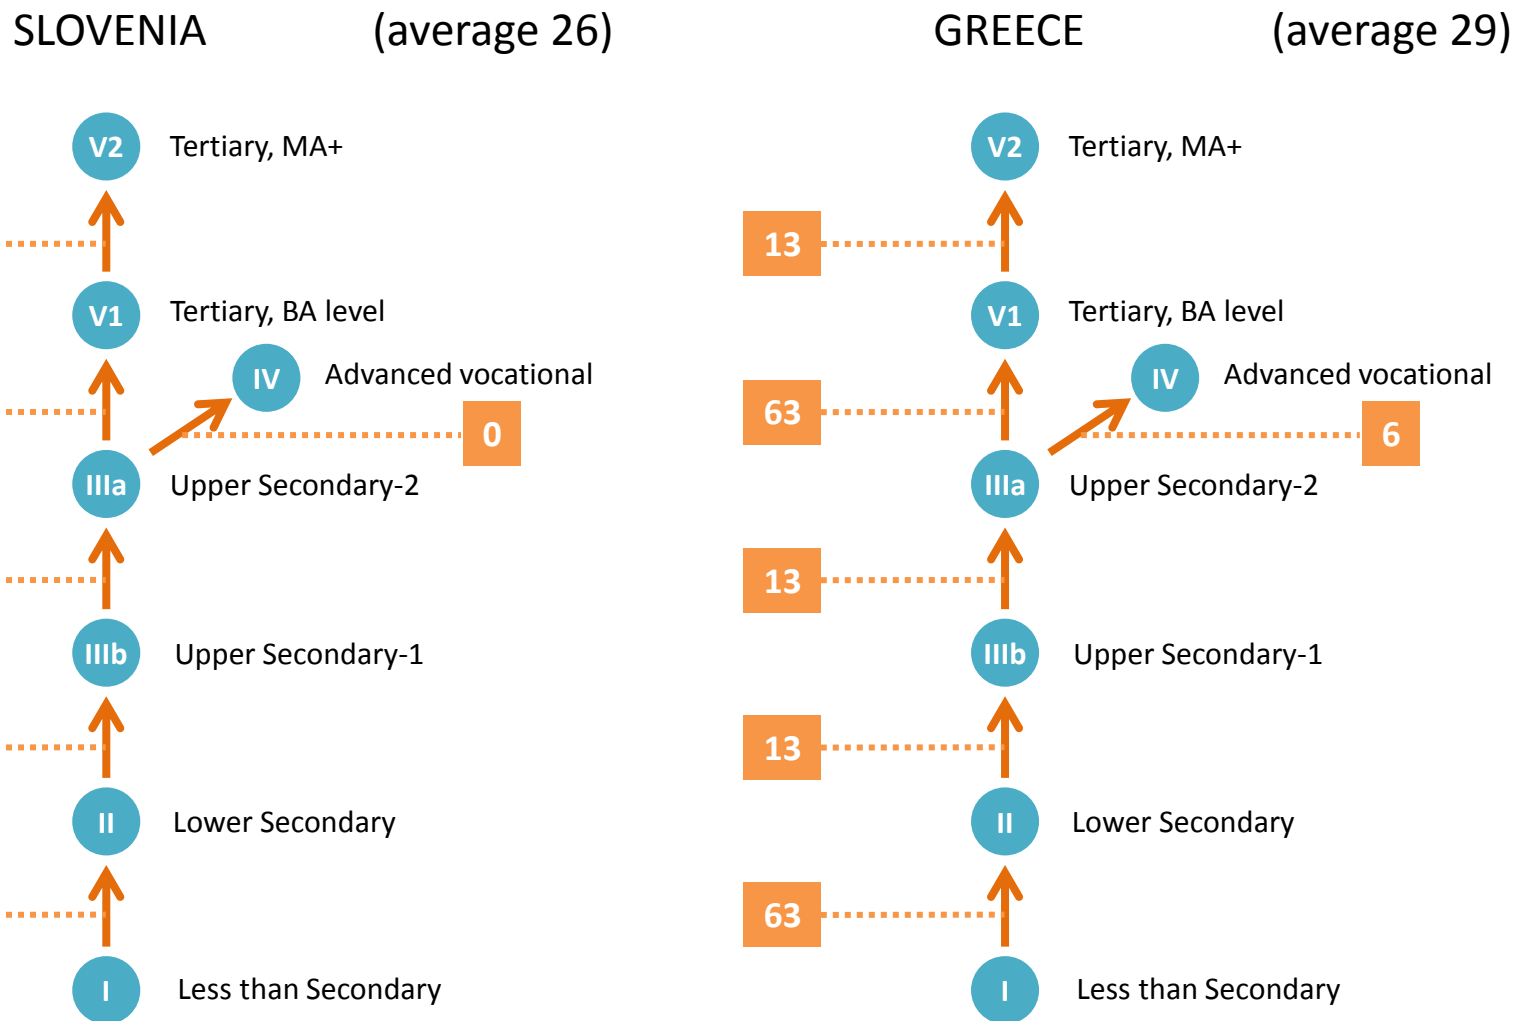 SLOVENIA (average 26)
V2 Tertiary, MA+
V1 Tertiary, BA level
IV Advanced vocational
0
IIIa Upper Secondary-2
IIIb Upper Secondary-1
II Lower Secondary
I Less than Secondary
GREECE (average 29)
V2 Tertiary, MA+
13
V1 Tertiary, BA level
IV Advanced vocational
63
6
IIIa Upper Secondary-2
13
IIIb Upper Secondary-1
13
II Lower Secondary
63
I Less than Secondary